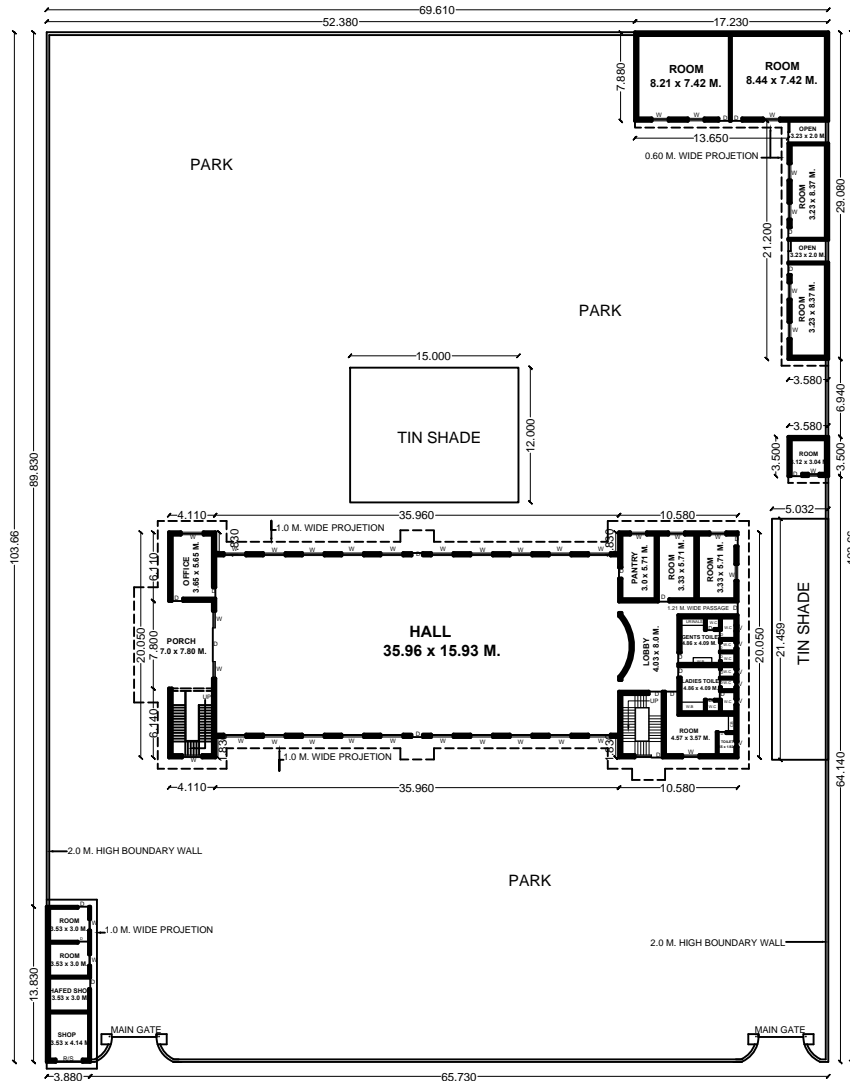 69.610
52.380
17.230
7.880
ROOM
8.21 x 7.42 M.
ROOM
8.44 x 7.42 M.
W
W
D
D
W
W
13.650
OPEN
3.23 x 2.0 M.
0.60 M. WIDE PROJETION
PARK
W
ROOM
3.23 x 8.37 M.
W
D
29.080
21.200
OPEN
3.23 x 2.0 M.
D
W
ROOM
3.23 x 8.37 M.
W
PARK
15.000
3.580
6.940
TIN SHADE
12.000
3.580
3.500
ROOM
3.500
D
W
89.830
103.66
4.110
35.960
10.580
5.032
1.0 M. WIDE PROJETION
6.110
OFFICE
3.65 x 5.65 M.
PANTRY
3.0 x 5.71 M.
ROOM
3.33 x 5.71 M.
ROOM
3.33 x 5.71 M.
1.21 M. WIDE PASSAGE
20.050
7.800
PORCH
7.0 x 7.80 M.
HALL
35.96 x 15.93 M.
LOBBY
4.03 x 8.0 M.
GENTS TOILET
4.86 x 4.09 M.
LADIES TOILET
4.86 x 4.09 M.
20.050
21.459
TIN SHADE
6.140
UP
UP
ROOM
4.57 x 3.57 M.
1.0 M. WIDE PROJETION
4.110
35.960
10.580
64.140
2.0 M. HIGH BOUNDARY WALL
PARK
D
ROOM
3.53 x 3.0 M.
W
1.0 M. WIDE PROJETION
ROOM
3.53 x 3.0 M.
W
2.0 M. HIGH BOUNDARY WALL
13.830
D
3.53 x 3.0 M.
SHOP
3.53 x 4.14 M.
R/S
MAIN GATE
MAIN GATE
3.880
65.730